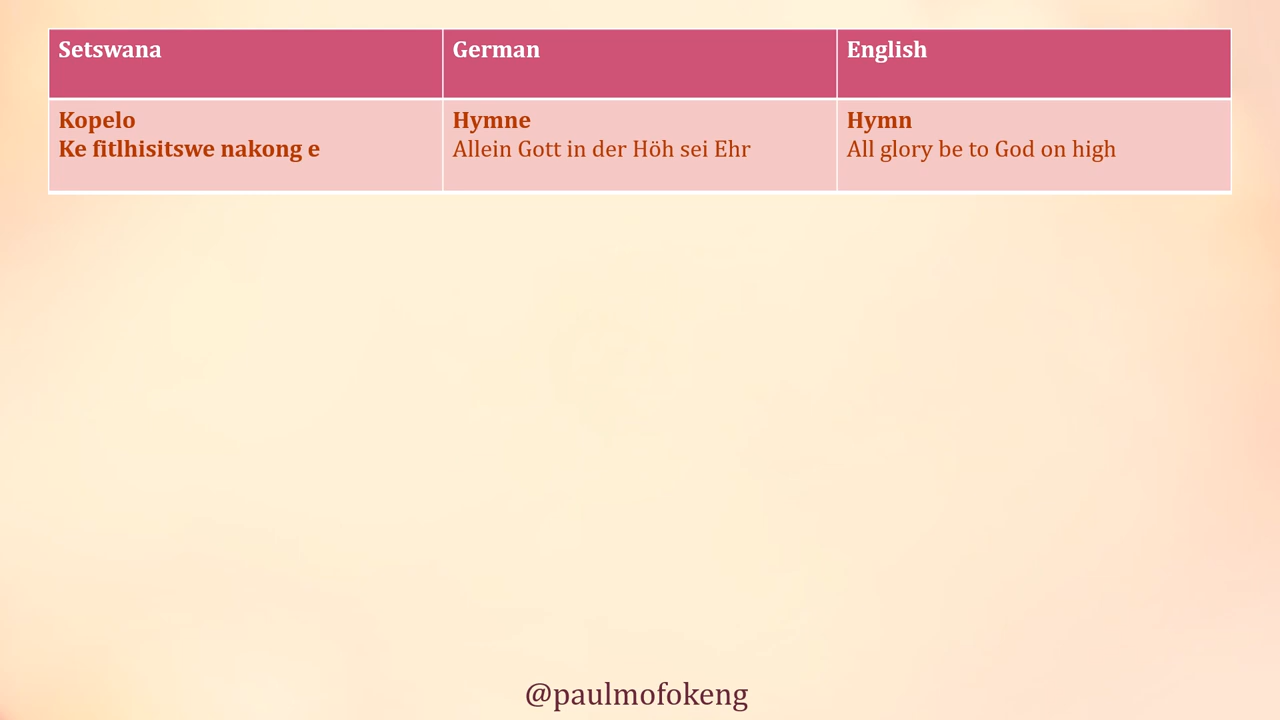 Setswana German English
Kopelo Hymne Hymn
Ke fitlhisitswe nakong e Allein Gott in der Höh sei Ehr All glory be to God on high
@paulmofokeng